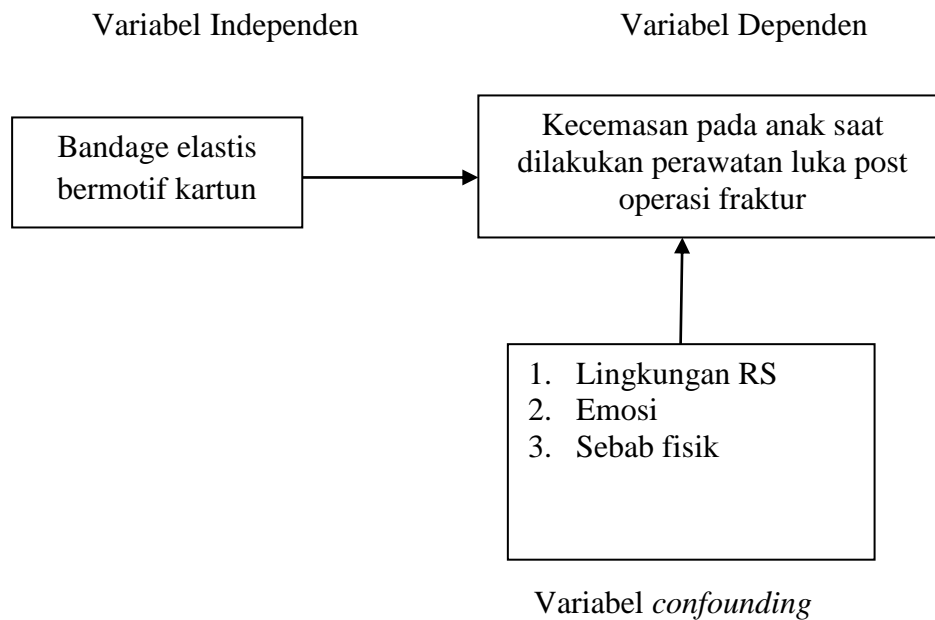 Variabel Independen
Variabel Dependen
Bandage elastis
bermotif kartun
Kecemasan pada anak saat
dilakukan perawatan luka post
operasi fraktur
1. Lingkungan RS
2. Emosi
3. Sebab fisik
Variabel confounding